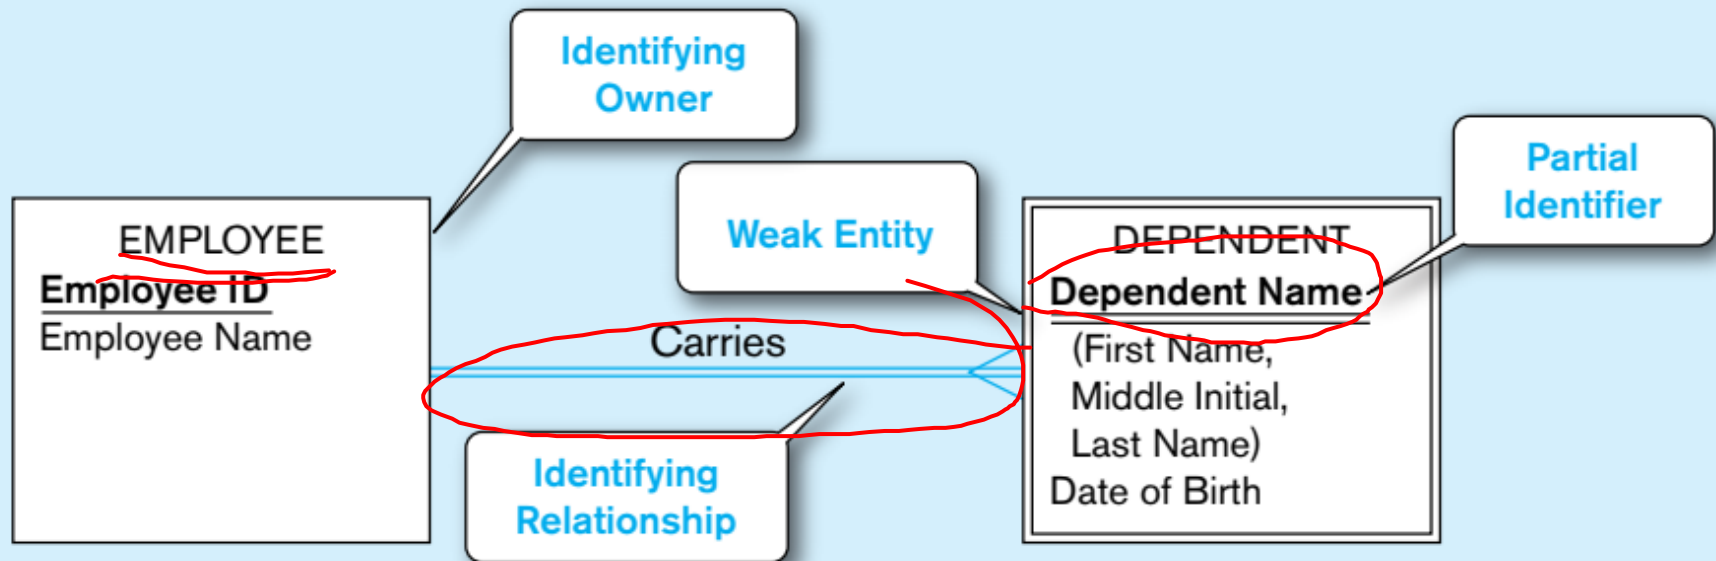 Identifying
Owner
Partial
Identifier
Weak Entity
EMPLOYEE
Employee ID
Employee Name
Carries
DEPENDENT
Dependent Name
(First Name,
Middle Initial,
Last Name)
Date of Birth
Identifying
Relationship